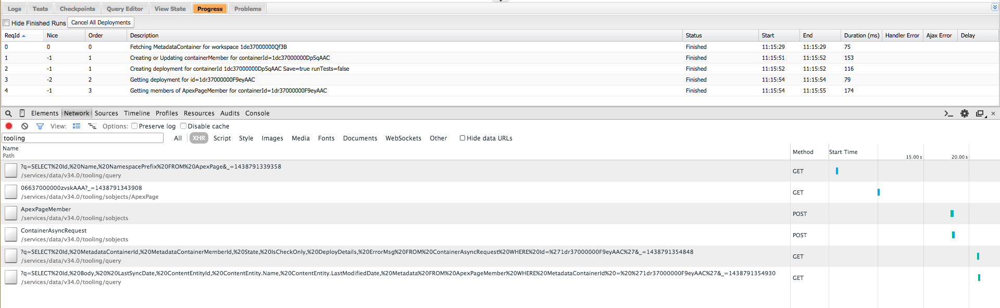 Logs Tests Checkpoints Query Editor View State Progress Problems
Hide Finished Runs Cancel All Deployments
ReqId Nice Order Description Status Start End Duration (ms) Handler Error Ajax Error Delay
0 0 0 Fetching MetadataContainer for workspace 1de37000000Qf3B Finished 11:15:29 11:15:29 75
1 -1 1 Creating or Updating containerMember for containerId=1dc37000000Dp5qAAC Finished 11:15:51 11:15:52 153
2 -1 1 Creating deployment for containerId 1dc37000000Dp5qAAC Save=true runTests=false Finished 11:15:52 11:15:52 116
3 -2 2 Getting deployment for id=1dr37000000F9eyAAC Finished 11:15:54 11:15:54 79
4 -1 3 Getting members of ApexPageMember for containerId=1dr37000000F9eyAAC Finished 11:15:54 11:15:55 174
Elements Network Sources Timeline Profiles Resources Audits Console
View: Options: Preserve log Disable cache
tooling All XHR Script Style Images Media Fonts Documents WebSockets Other Hide data URLs
Name Method Start Time
Path 15.00 s 20.00 s
?q=SELECT%20Id,%20Name,%20NamespacePrefix%20FROM%20ApexPage&_=1438791339358 GET
/services/data/v34.0/tooling/query
06637000000zvskAAA?_=1438791343908 GET
/services/data/v34.0/tooling/sobjects/ApexPage
ApexPageMember POST
/services/data/v34.0/tooling/sobjects
ContainerAsyncRequest POST
/services/data/v34.0/tooling/sobjects
?q=SELECT%20Id,%20MetadataContainerId,%20MetadataContainerMemberId,%20State,%20IsCheckOnly,%20DeployDetails,%20ErrorMsg%20FROM%20ContainerAsyncRequest%20WHERE%20Id=%271dr37000000F9eyAAC%27&_=1438791354848 GET
/services/data/v34.0/tooling/query
?q=SELECT%20Id,%20Body,%20%20LastSyncDate,%20ContentEntityId,%20ContentEntity.Name,%20ContentEntity.LastModifiedDate,%20Metadata%20FROM%20ApexPageMember%20WHERE%20MetadataContainerId%20=%20%271dr37000000F9eyAAC%27&_=1438791354930 GET
/services/data/v34.0/tooling/query